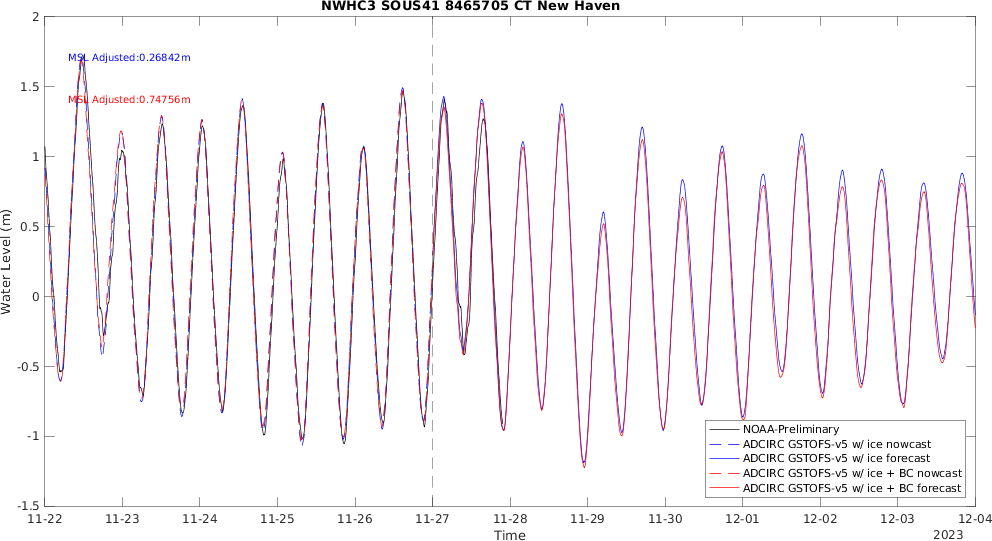 NWHC3 SOUS41 8465705 CT New Haven
2
1.5
1
0.5
0
-0.5
-1
-1.5
Water Level (m)
MSL Adjusted:0.26842m
MSL Adjusted:0.74756m
NOAA-Preliminary
ADCIRC GSTOFS-v5 w/ ice nowcast
ADCIRC GSTOFS-v5 w/ ice forecast
ADCIRC GSTOFS-v5 w/ ice + BC nowcast
ADCIRC GSTOFS-v5 w/ ice + BC forecast
11-22 11-23 11-24 11-25 11-26 11-27 11-28 11-29 11-30 12-01 12-02 12-03 12-04
Time
2023